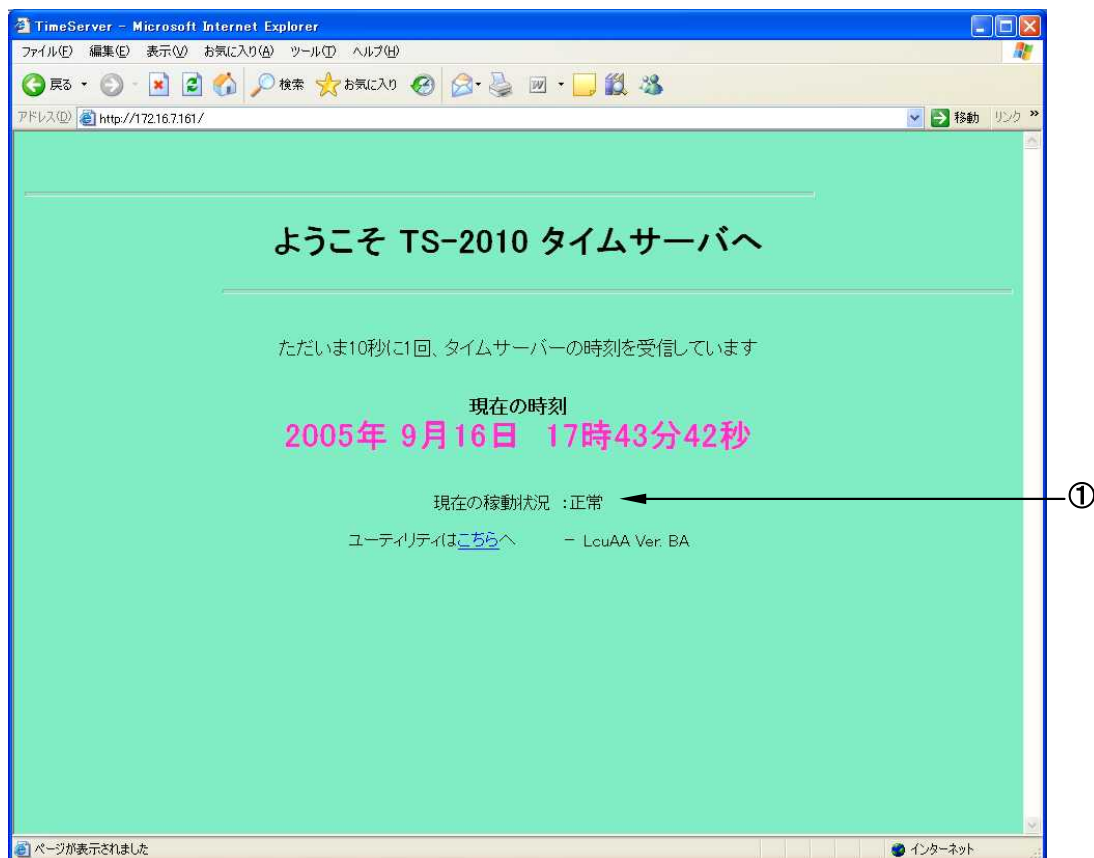 TimeServer - Microsoft Internet Explorer
ファイル(F) 編集(E) 表示(V) お気に入り(A) ツール(T) ヘルプ(H)
戻る 検索 お気に入り
アドレス(D) http://172.16.7.161/ 移動 リンク »
ようこそ TS-2010 タイムサーバへ
ただいま10秒に1回、タイムサーバーの時刻を受信しています
現在の時刻
2005年 9月16日 17時43分42秒
現在の稼動状況 :正常
①
ユーティリティはこちらへ - LcuAA Ver. BA
ページが表示されました インターネット